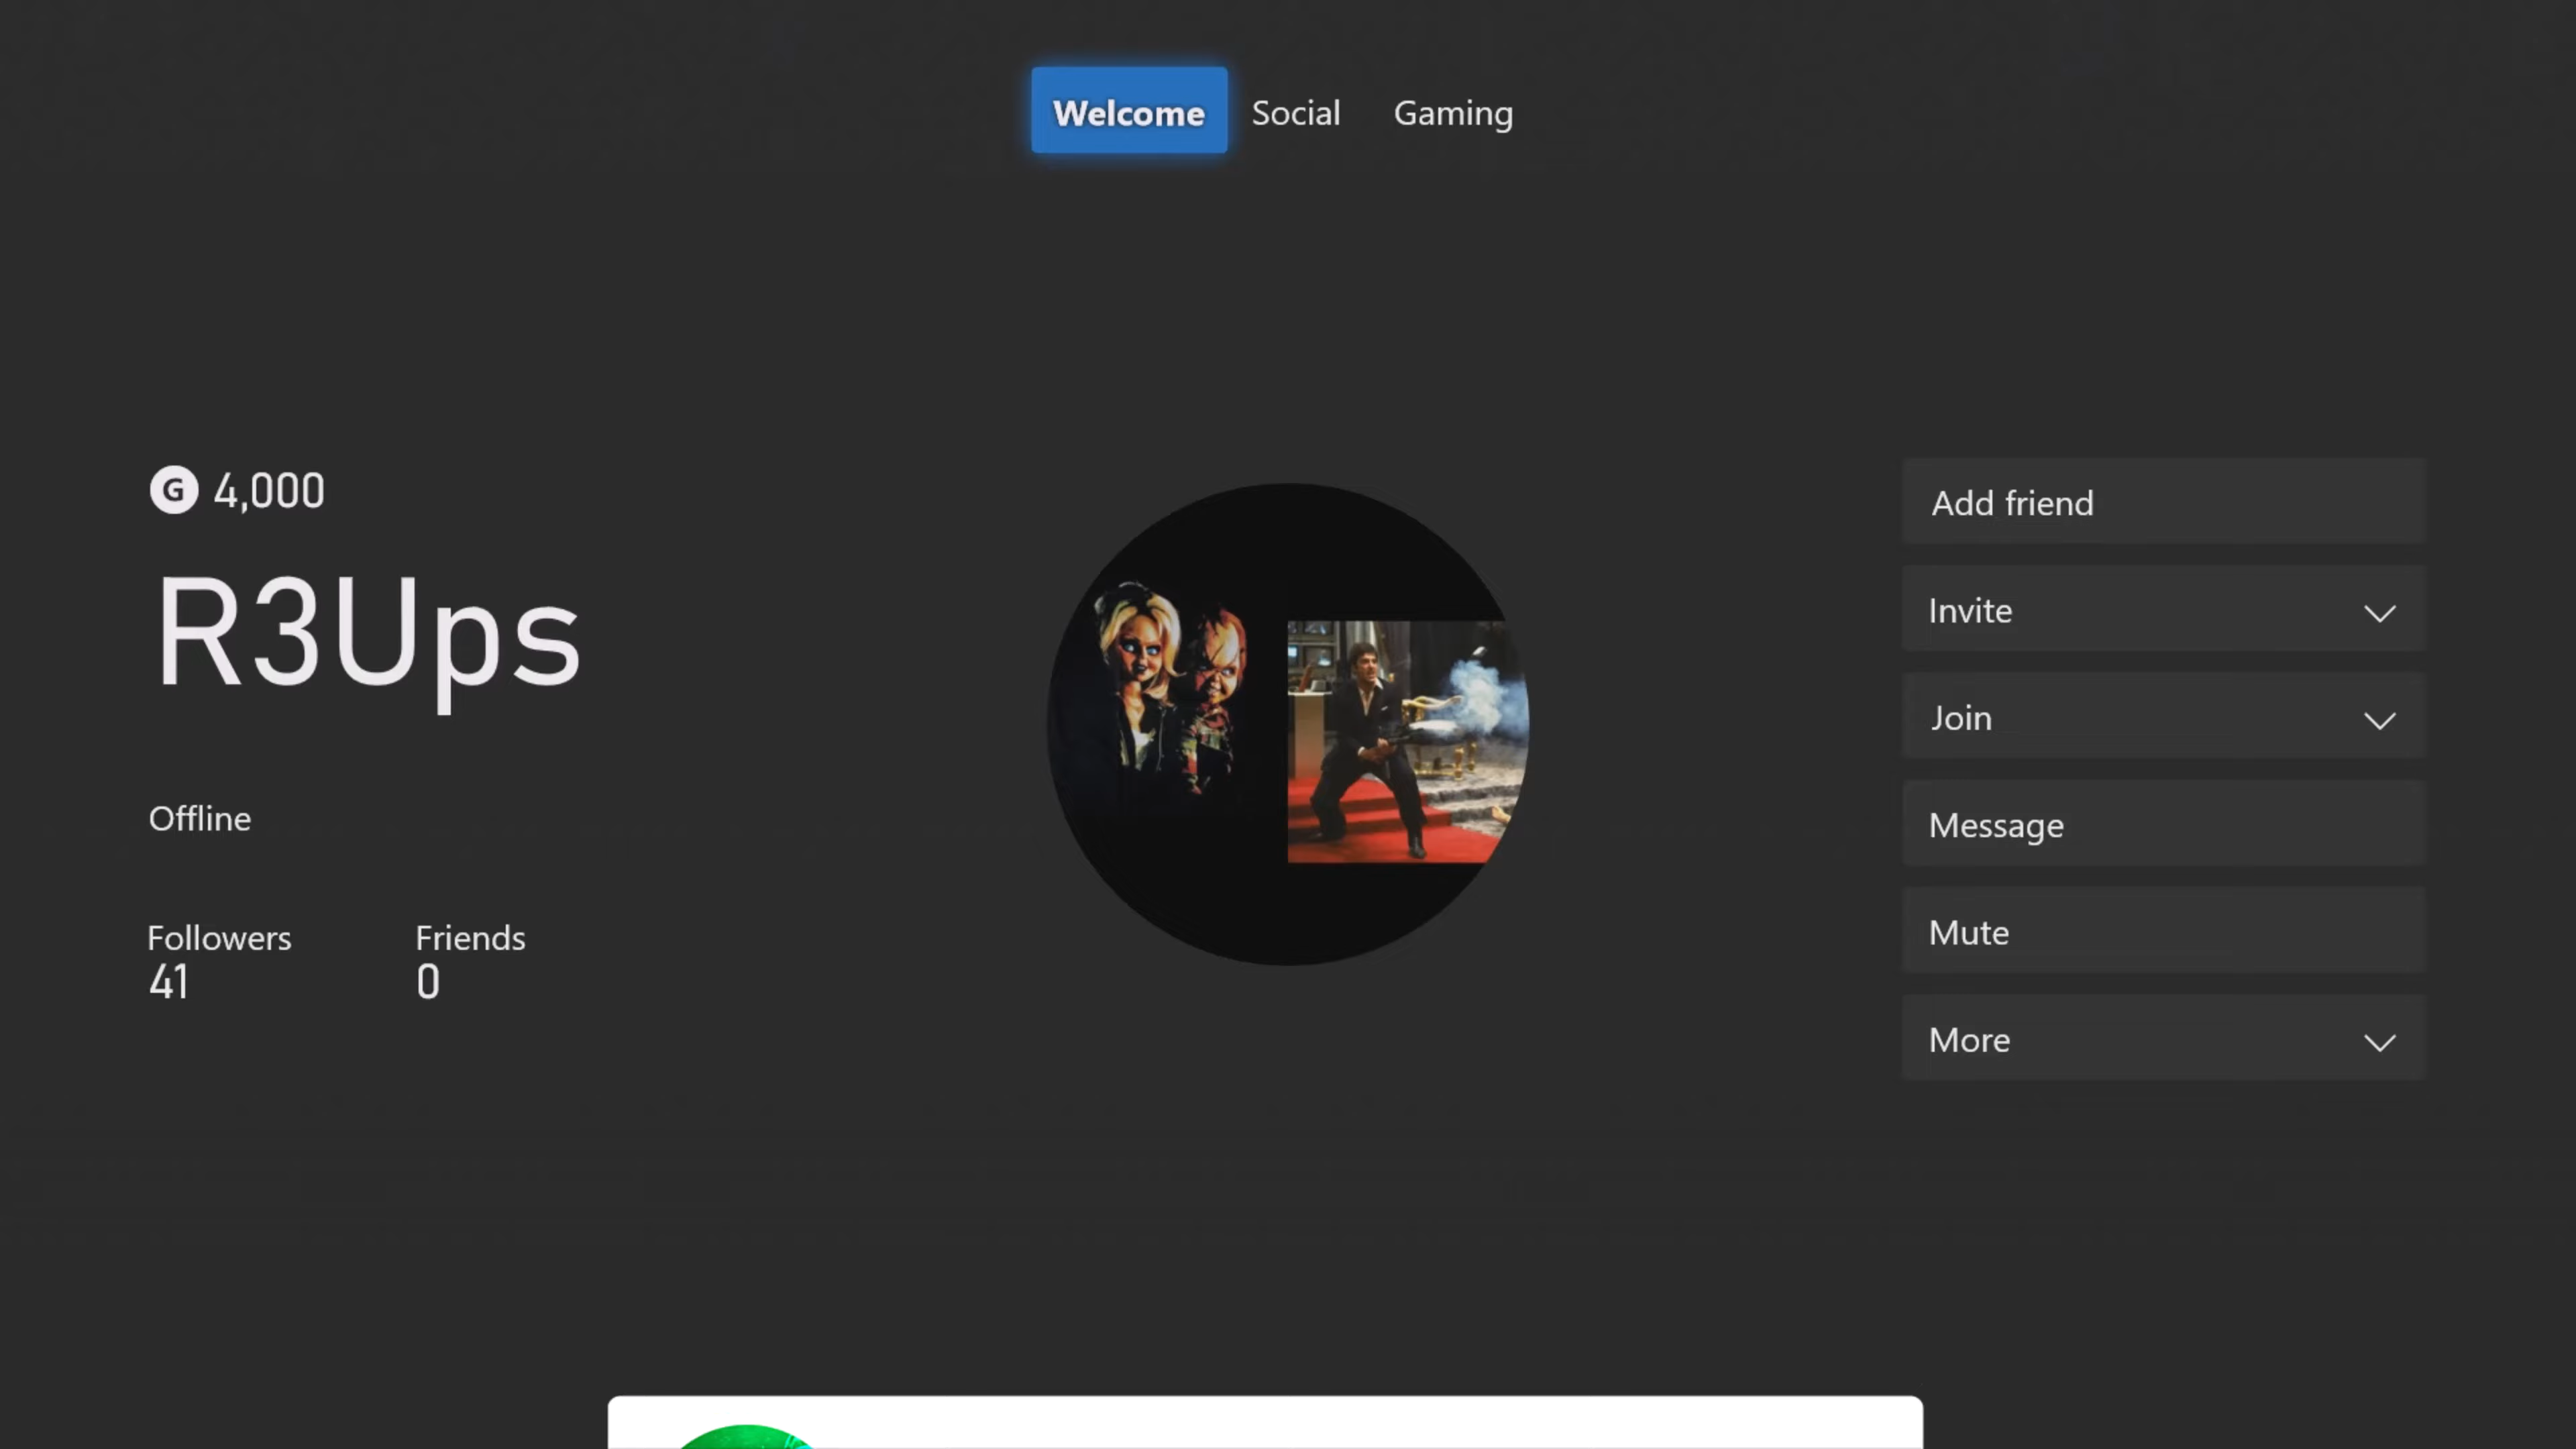 Welcome Social Gaming
G 4,000
R3Ups
Offline
Followers Friends
41 0
Add friend
Invite
Join
Message
Mute
More